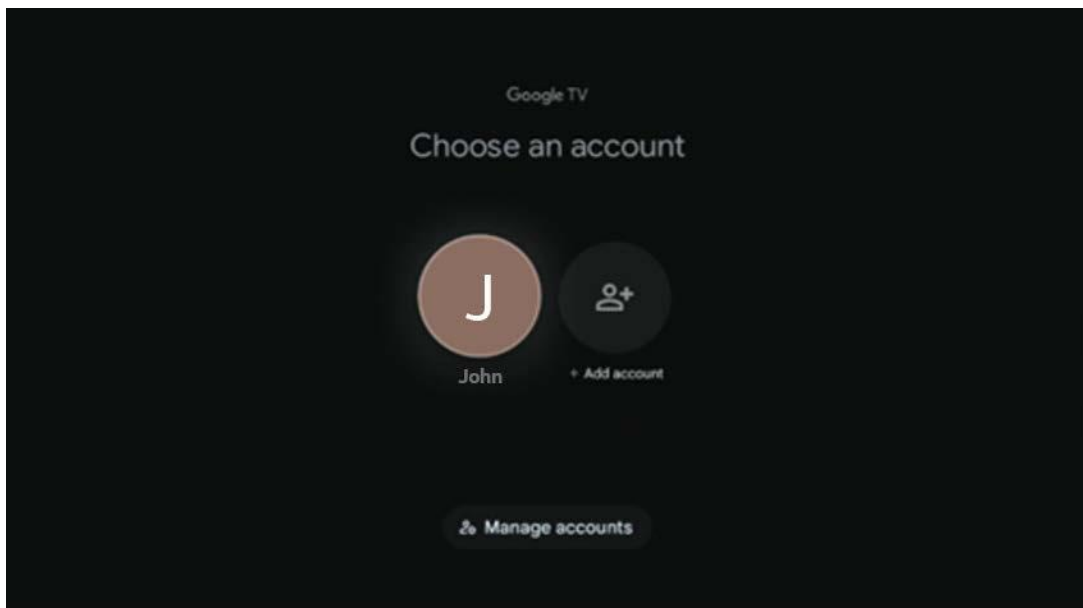 Google TV
Choose an account
J
John
+ Add account
Manage accounts